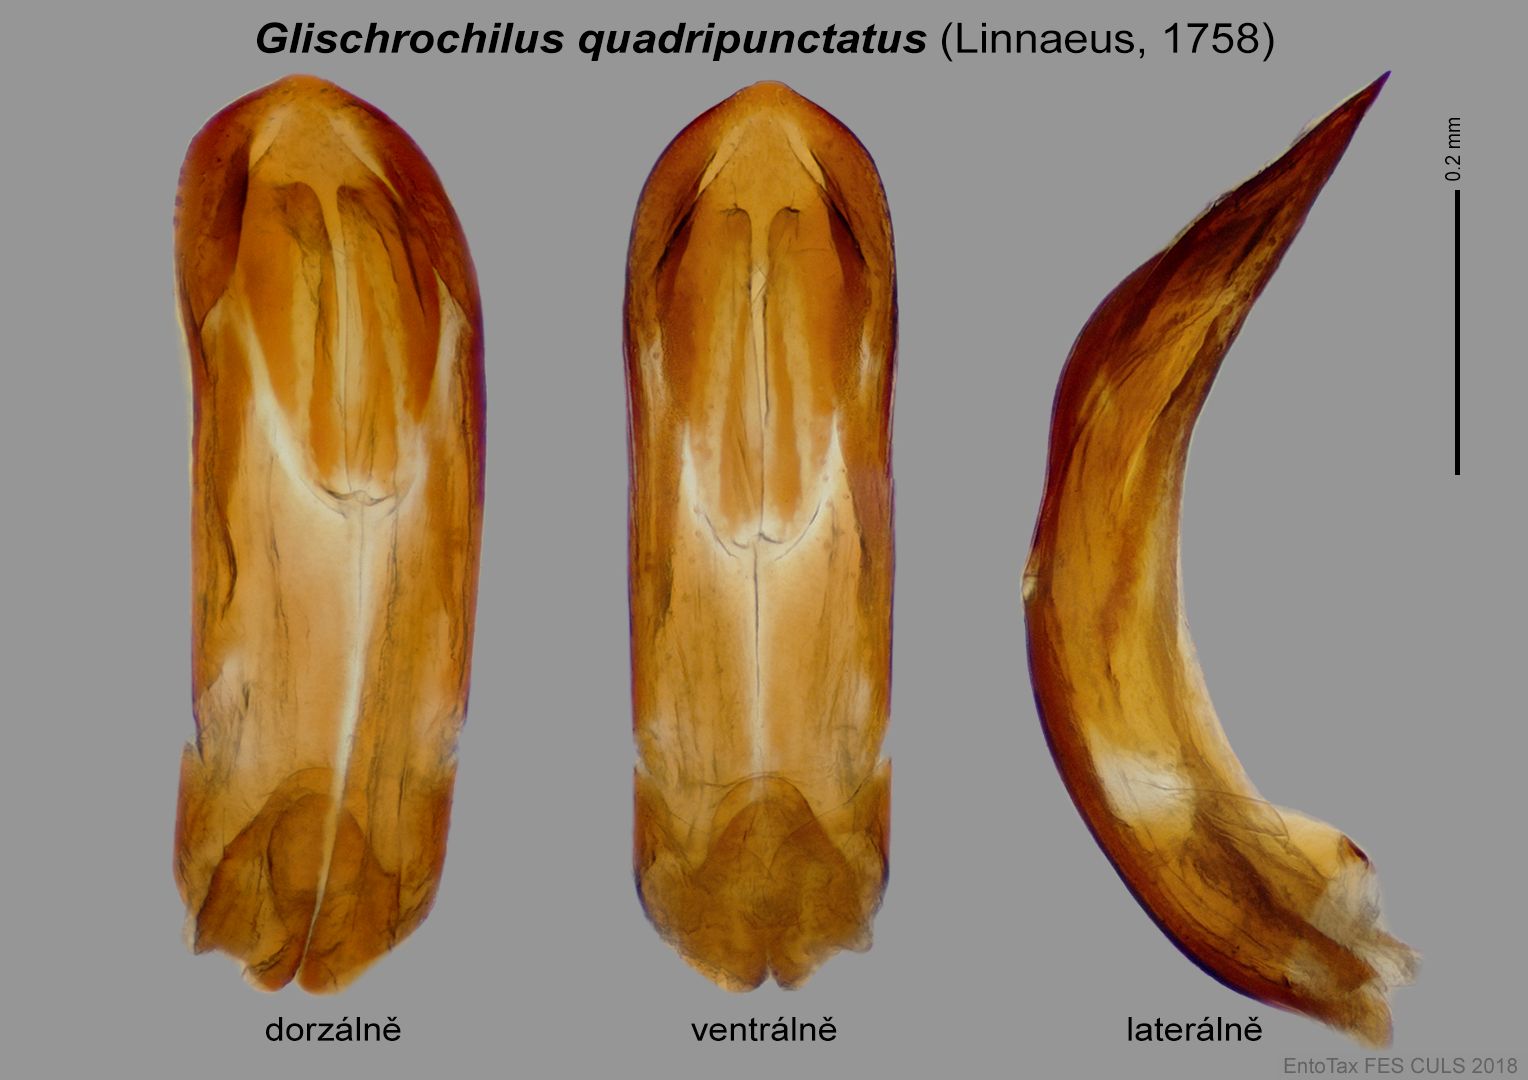 Glischrochilus quadripunctatus (Linnaeus, 1758)
0.2 mm
dorzálně
ventrálně
laterálně
EntoTax FES CULS 2018